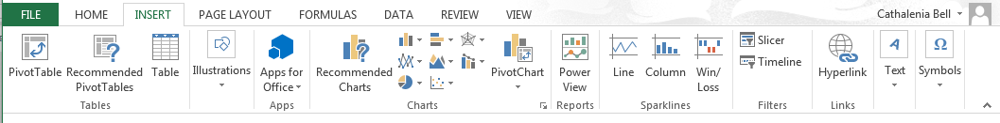 FILE HOME INSERT PAGE LAYOUT FORMULAS DATA REVIEW VIEW Cathalenia Bell
PivotTable Recommended PivotTables Table Illustrations Apps for Office Recommended Charts PivotChart Power View Line Column Win/ Loss Slicer Timeline Hyperlink Text Symbols
Tables Apps Charts Reports Sparklines Filters Links